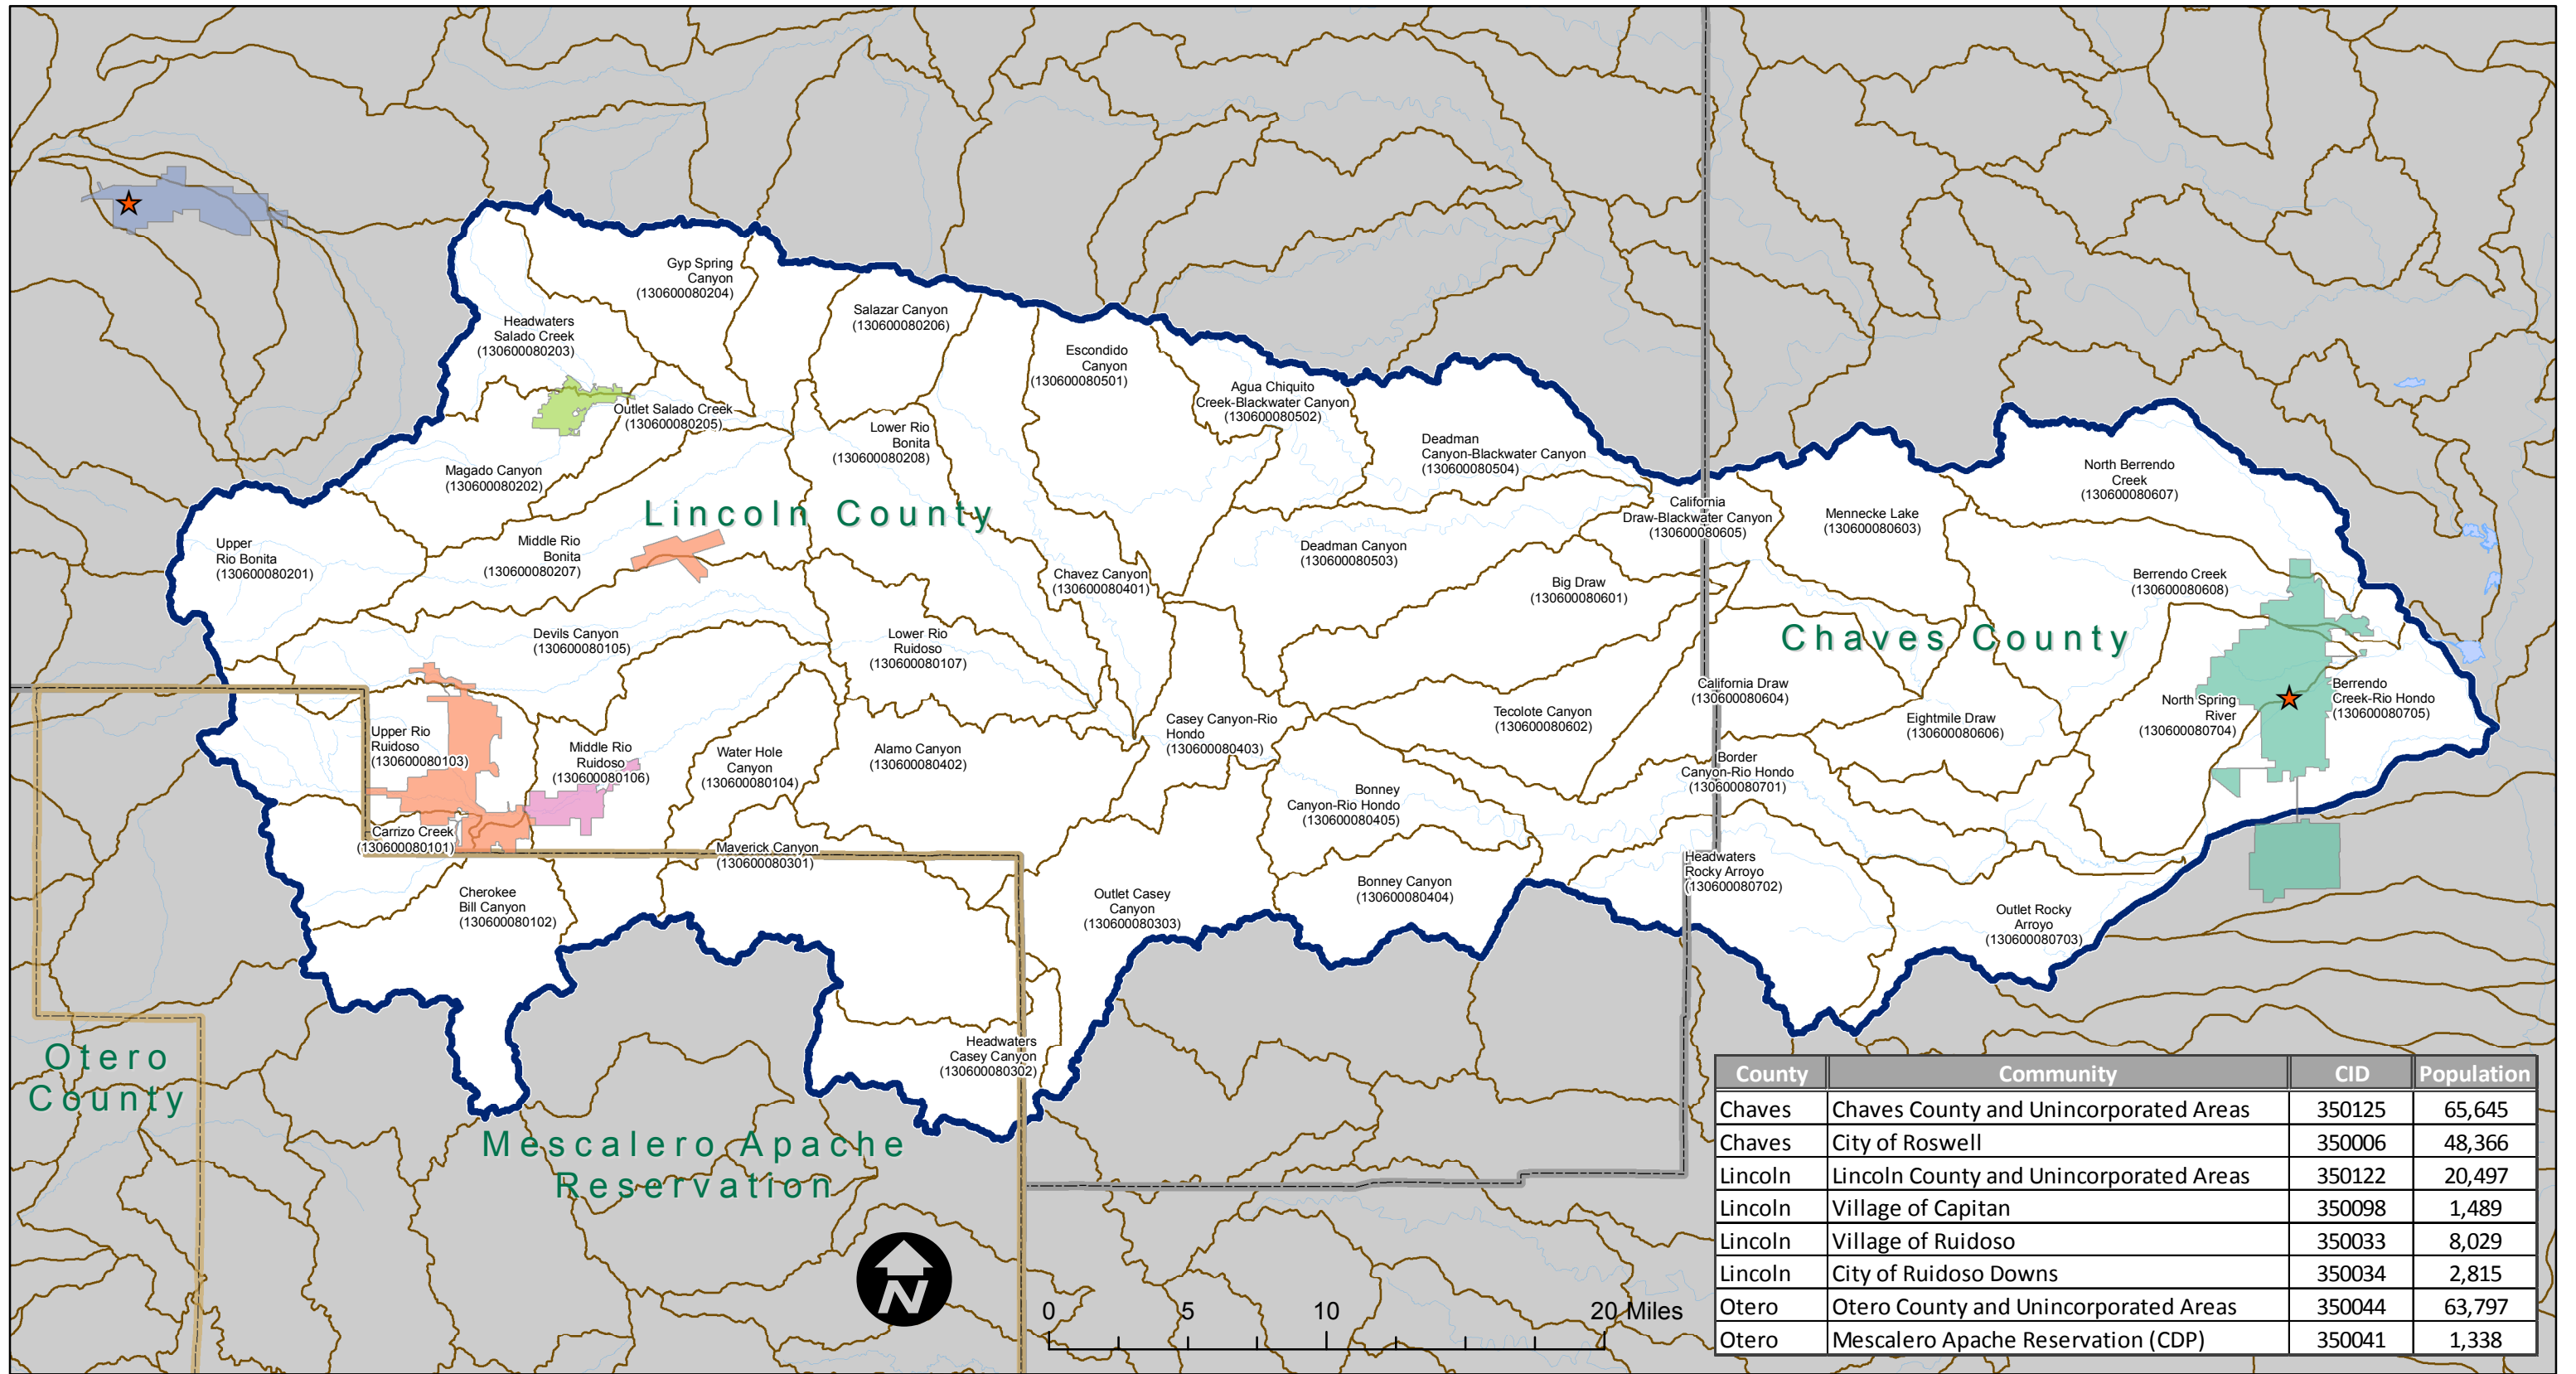 Gyp Spring
Canyon
(130600080204)
Headwaters
Salado Creek
(130600080203)
Salazar Canyon
(130600080206)
Escondido
Canyon
(130600080501)
Agua Chiquito
Creek-Blackwater Canyon
(130600080502)
Outlet Salado Creek
(130600080205)
Lower Rio
Bonita
(130600080208)
Deadman
Canyon-Blackwater Canyon
(130600080504)
Magado Canyon
(130600080202)
North Berrendo
Creek
(130600080607)
California
Draw-Blackwater Canyon
(130600080605)
Mennecke Lake
(130600080603)
Lincoln County
Upper
Rio Bonita
(130600080201)
Middle Rio
Bonita
(130600080207)
Deadman Canyon
(130600080503)
Chavez Canyon
(130600080401)
Big Draw
(130600080601)
Berrendo Creek
(130600080608)
Devils Canyon
(130600080105)
Lower Rio
Ruidoso
(130600080107)
Chaves County
California Draw
(130600080604)
Berrendo
Creek-Rio Hondo
(130600080705)
North Spring
River
(130600080704)
Tecolote Canyon
(130600080602)
Eightmile Draw
(130600080606)
Upper Rio
Ruidoso
(130600080103)
Middle Rio
Ruidoso
(130600080106)
Water Hole
Canyon
(130600080104)
Alamo Canyon
(130600080402)
Casey Canyon-Rio
Hondo
(130600080403)
Border
Canyon-Rio Hondo
(130600080701)
Bonney
Canyon-Rio Hondo
(130600080405)
Carrizo Creek
(130600080101)
Maverick Canyon
(130600080301)
Headwaters
Rocky Arroyo
(130600080702)
Cherokee
Bill Canyon
(130600080102)
Outlet Casey
Canyon
(130600080303)
Bonney Canyon
(130600080404)
Outlet Rocky
Arroyo
(130600080703)
Headwaters
Casey Canyon
(130600080302)
Otero
County
Mescalero Apache
Reservation
N
0 5 10 20 Miles
County Community CID Population
Chaves Chaves County and Unincorporated Areas 350125 65,645
Chaves City of Roswell 350006 48,366
Lincoln Lincoln County and Unincorporated Areas 350122 20,497
Lincoln Village of Capitan 350098 1,489
Lincoln Village of Ruidoso 350033 8,029
Lincoln City of Ruidoso Downs 350034 2,815
Otero Otero County and Unincorporated Areas 350044 63,797
Otero Mescalero Apache Reservation (CDP) 350041 1,338